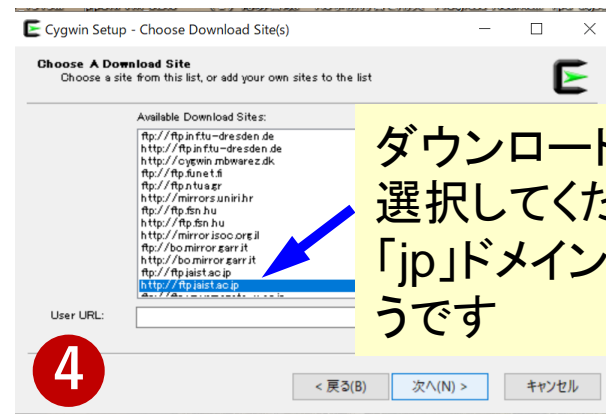 Cygwin Setup - Choose Download Site(s)
Choose A Download Site
Choose a site from this list, or add your own sites to the list
Available Download Sites:
ftp://ftp.inf.tu-dresden.de
http://ftp.inf.tu-dresden.de
http://cygwin.mbwarez.dk
ftp://ftp.funet.fi
ftp://ftp.ntua.gr
http://mirrors.uniri.hr
ftp://ftp.fsn.hu
http://ftp.fsn.hu
http://mirror.isoc.org.il
ftp://bo.mirror.garr.it
http://bo.mirror.garr.it
ftp://ftp.jaist.ac.jp
http://ftp.jaist.ac.jp
ダウンロード
選択してくだ
「jp」ドメイン
うです
User URL:
4
< 戻る(B)
次へ(N) >
キャンセル